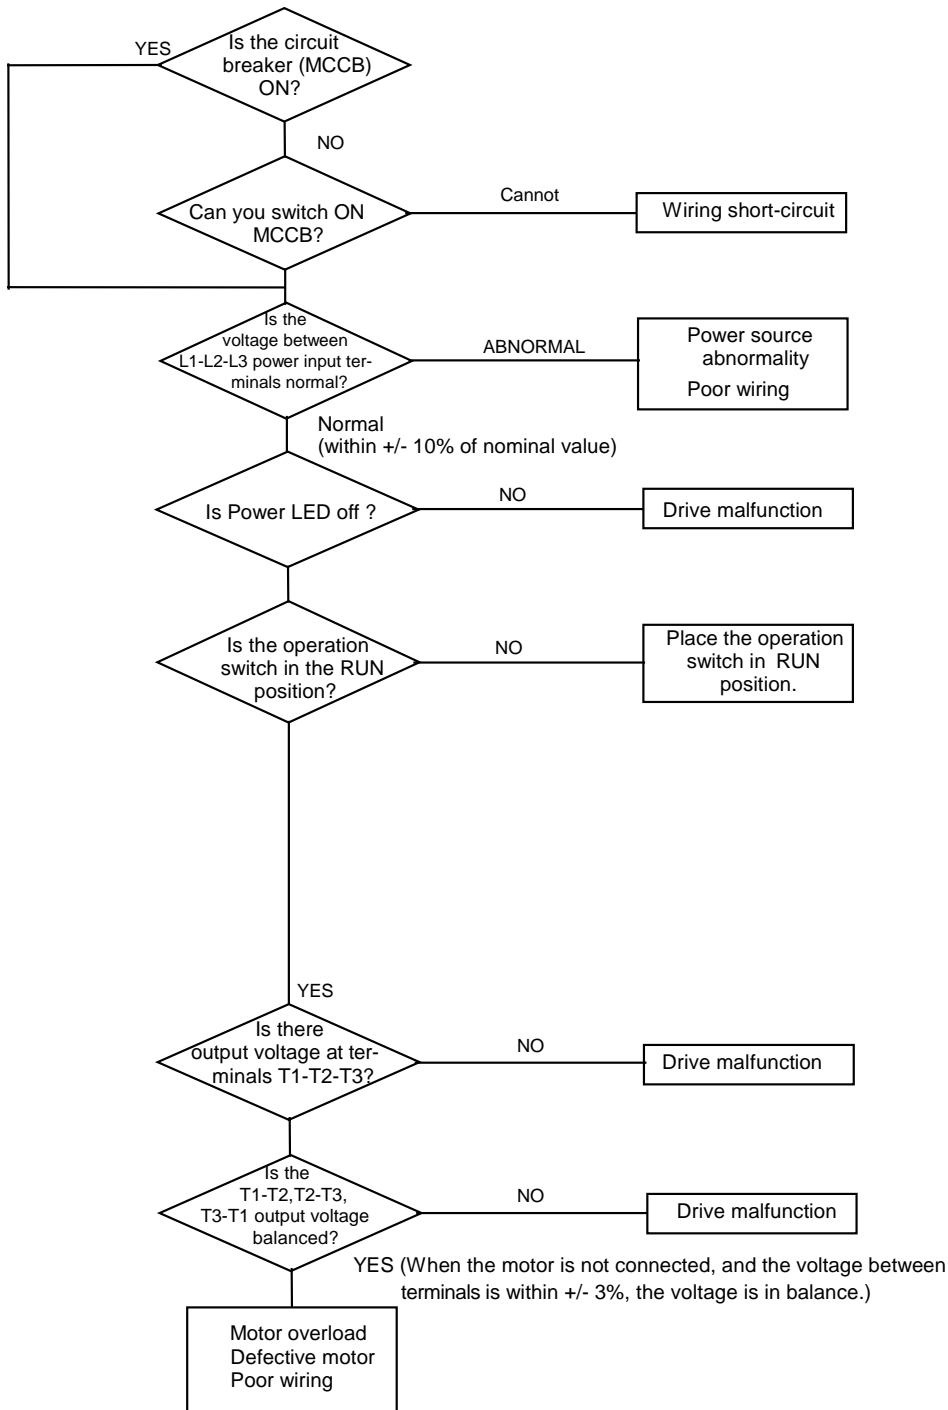 YES
Is the circuit
breaker (MCCB)
ON?
NO
Can you switch ON
MCCB?
Cannot
Wiring short-circuit
Is the
voltage between
L1-L2-L3 power input ter-
minals normal?
ABNORMAL
Power source
abnormality
Poor wiring
Normal
(within +/- 10% of nominal value)
Is Power LED off ?
NO
Drive malfunction
Is the operation
switch in the RUN
position?
NO
Place the operation
switch in RUN
position.
YES
Is there
output voltage at ter-
minals T1-T2-T3?
NO
Drive malfunction
Is the
T1-T2,T2-T3,
T3-T1 output voltage
balanced?
NO
Drive malfunction
YES (When the motor is not connected, and the voltage between
terminals is within +/- 3%, the voltage is in balance.)
Motor overload
Defective motor
Poor wiring